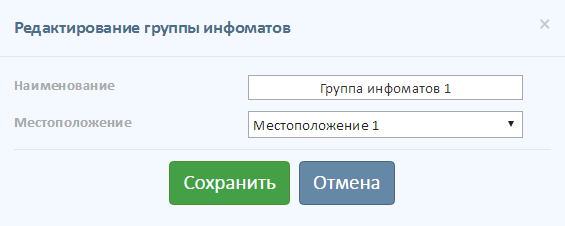 Редактирование группы инфоматов ×
Наименование Группа инфоматов 1
Местоположение Местоположение 1
Сохранить Отмена